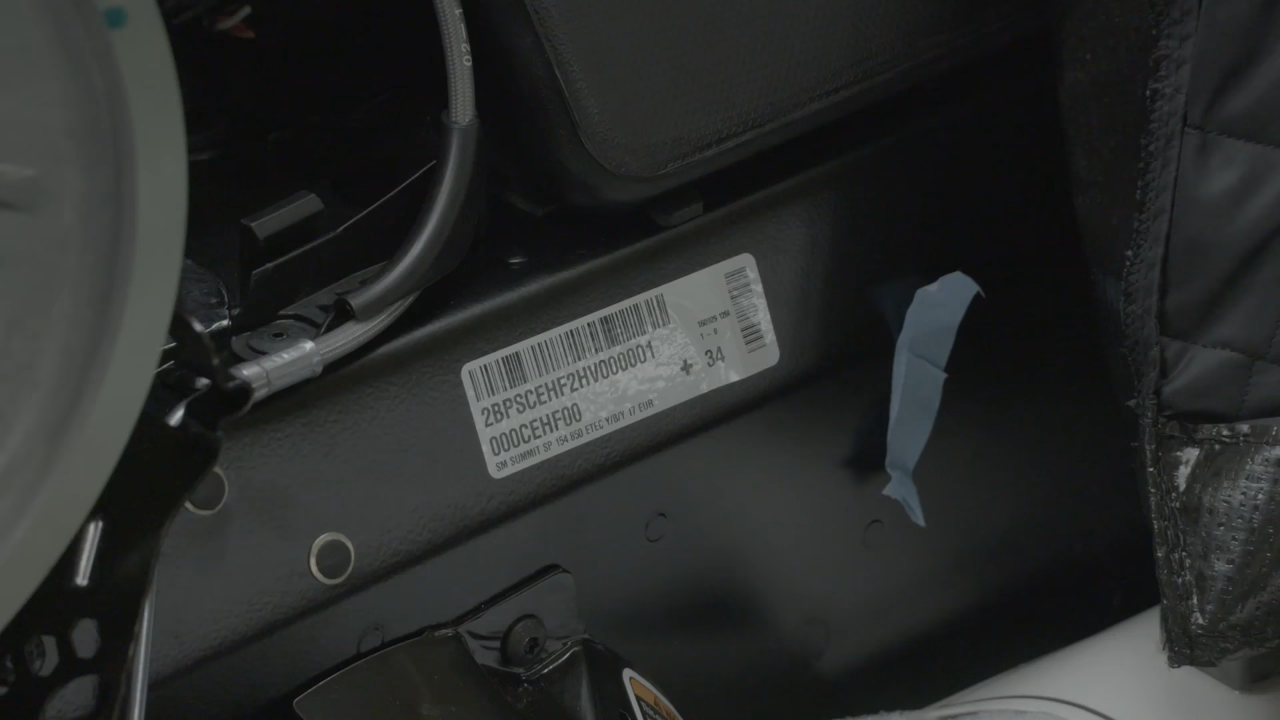 2BPSCEHF2HV000001
000CEHF00
SM SUMMIT SP 154 850 ETEC Y/B/Y 17 EUR
+ 34